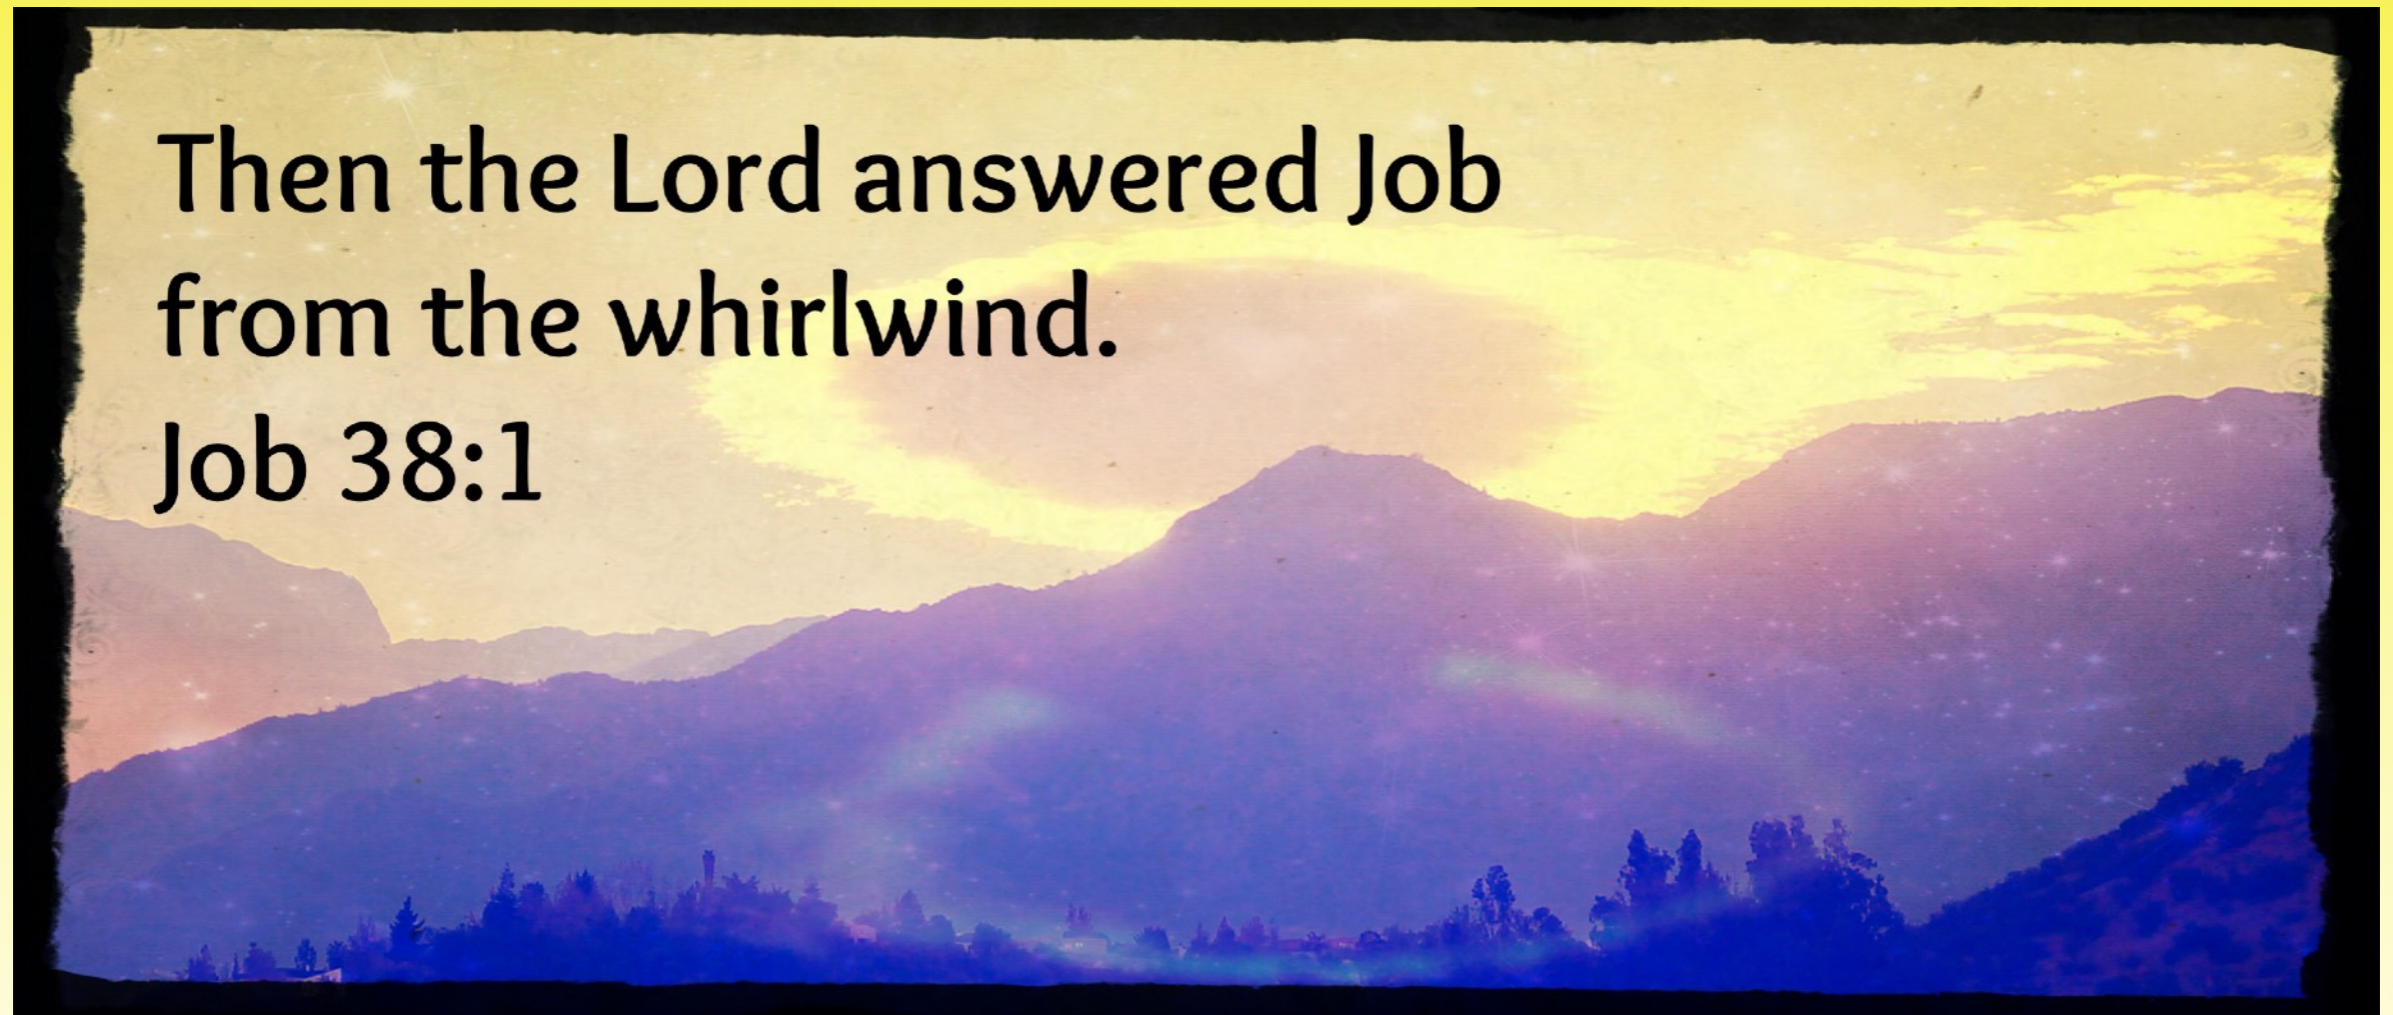 Then the Lord answered Job
from the whirlwind.
Job 38:1